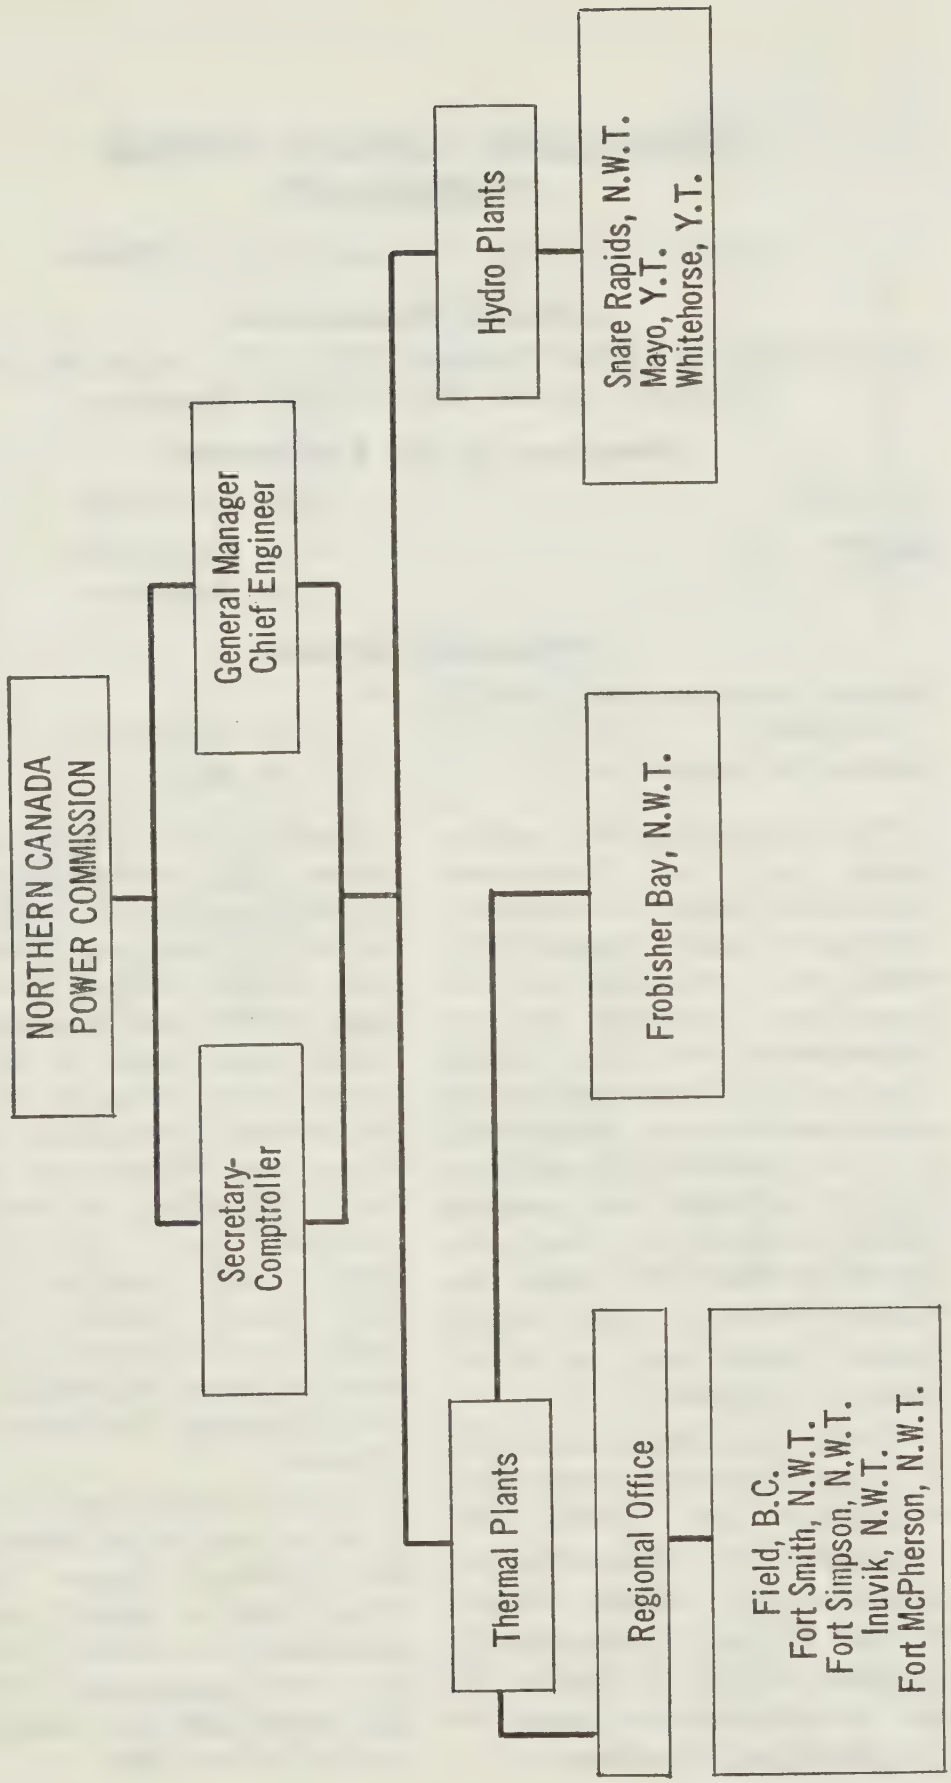 NORTHERN CANADA
POWER COMMISSION
Secretary-
Comptroller
General Manager
Chief Engineer
Thermal Plants
Hydro Plants
Regional Office
Frobisher Bay, N.W.T.
Snare Rapids, N.W.T.
Mayo, Y.T.
Whitehorse, Y.T.
Field, B.C.
Fort Smith, N.W.T.
Fort Simpson, N.W.T.
Inuvik, N.W.T.
Fort McPherson, N.W.T.